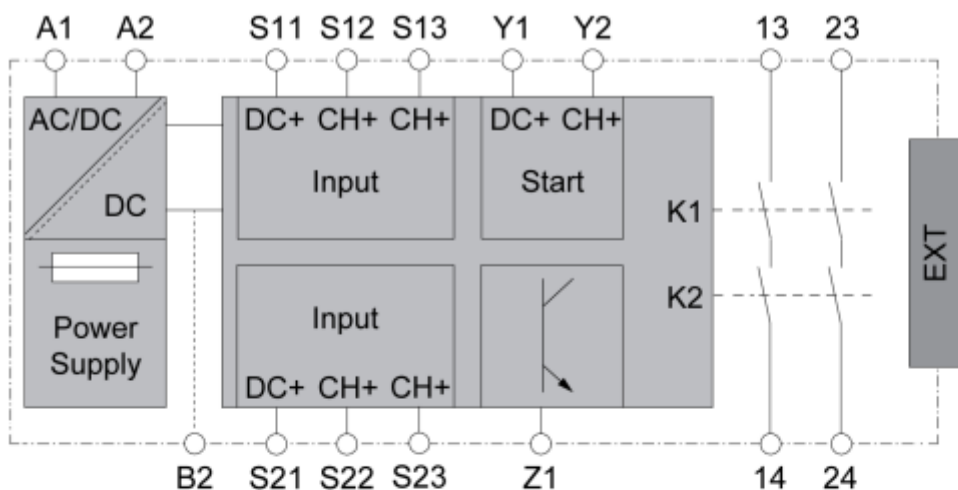 A1 A2 S11 S12 S13 Y1 Y2 13 23
AC/DC DC+ CH+ CH+ DC+ CH+
Input Start
DC K1
EXT
K2
Input
Power
Supply
DC+ CH+ CH+
B2 S21 S22 S23 Z1 14 24